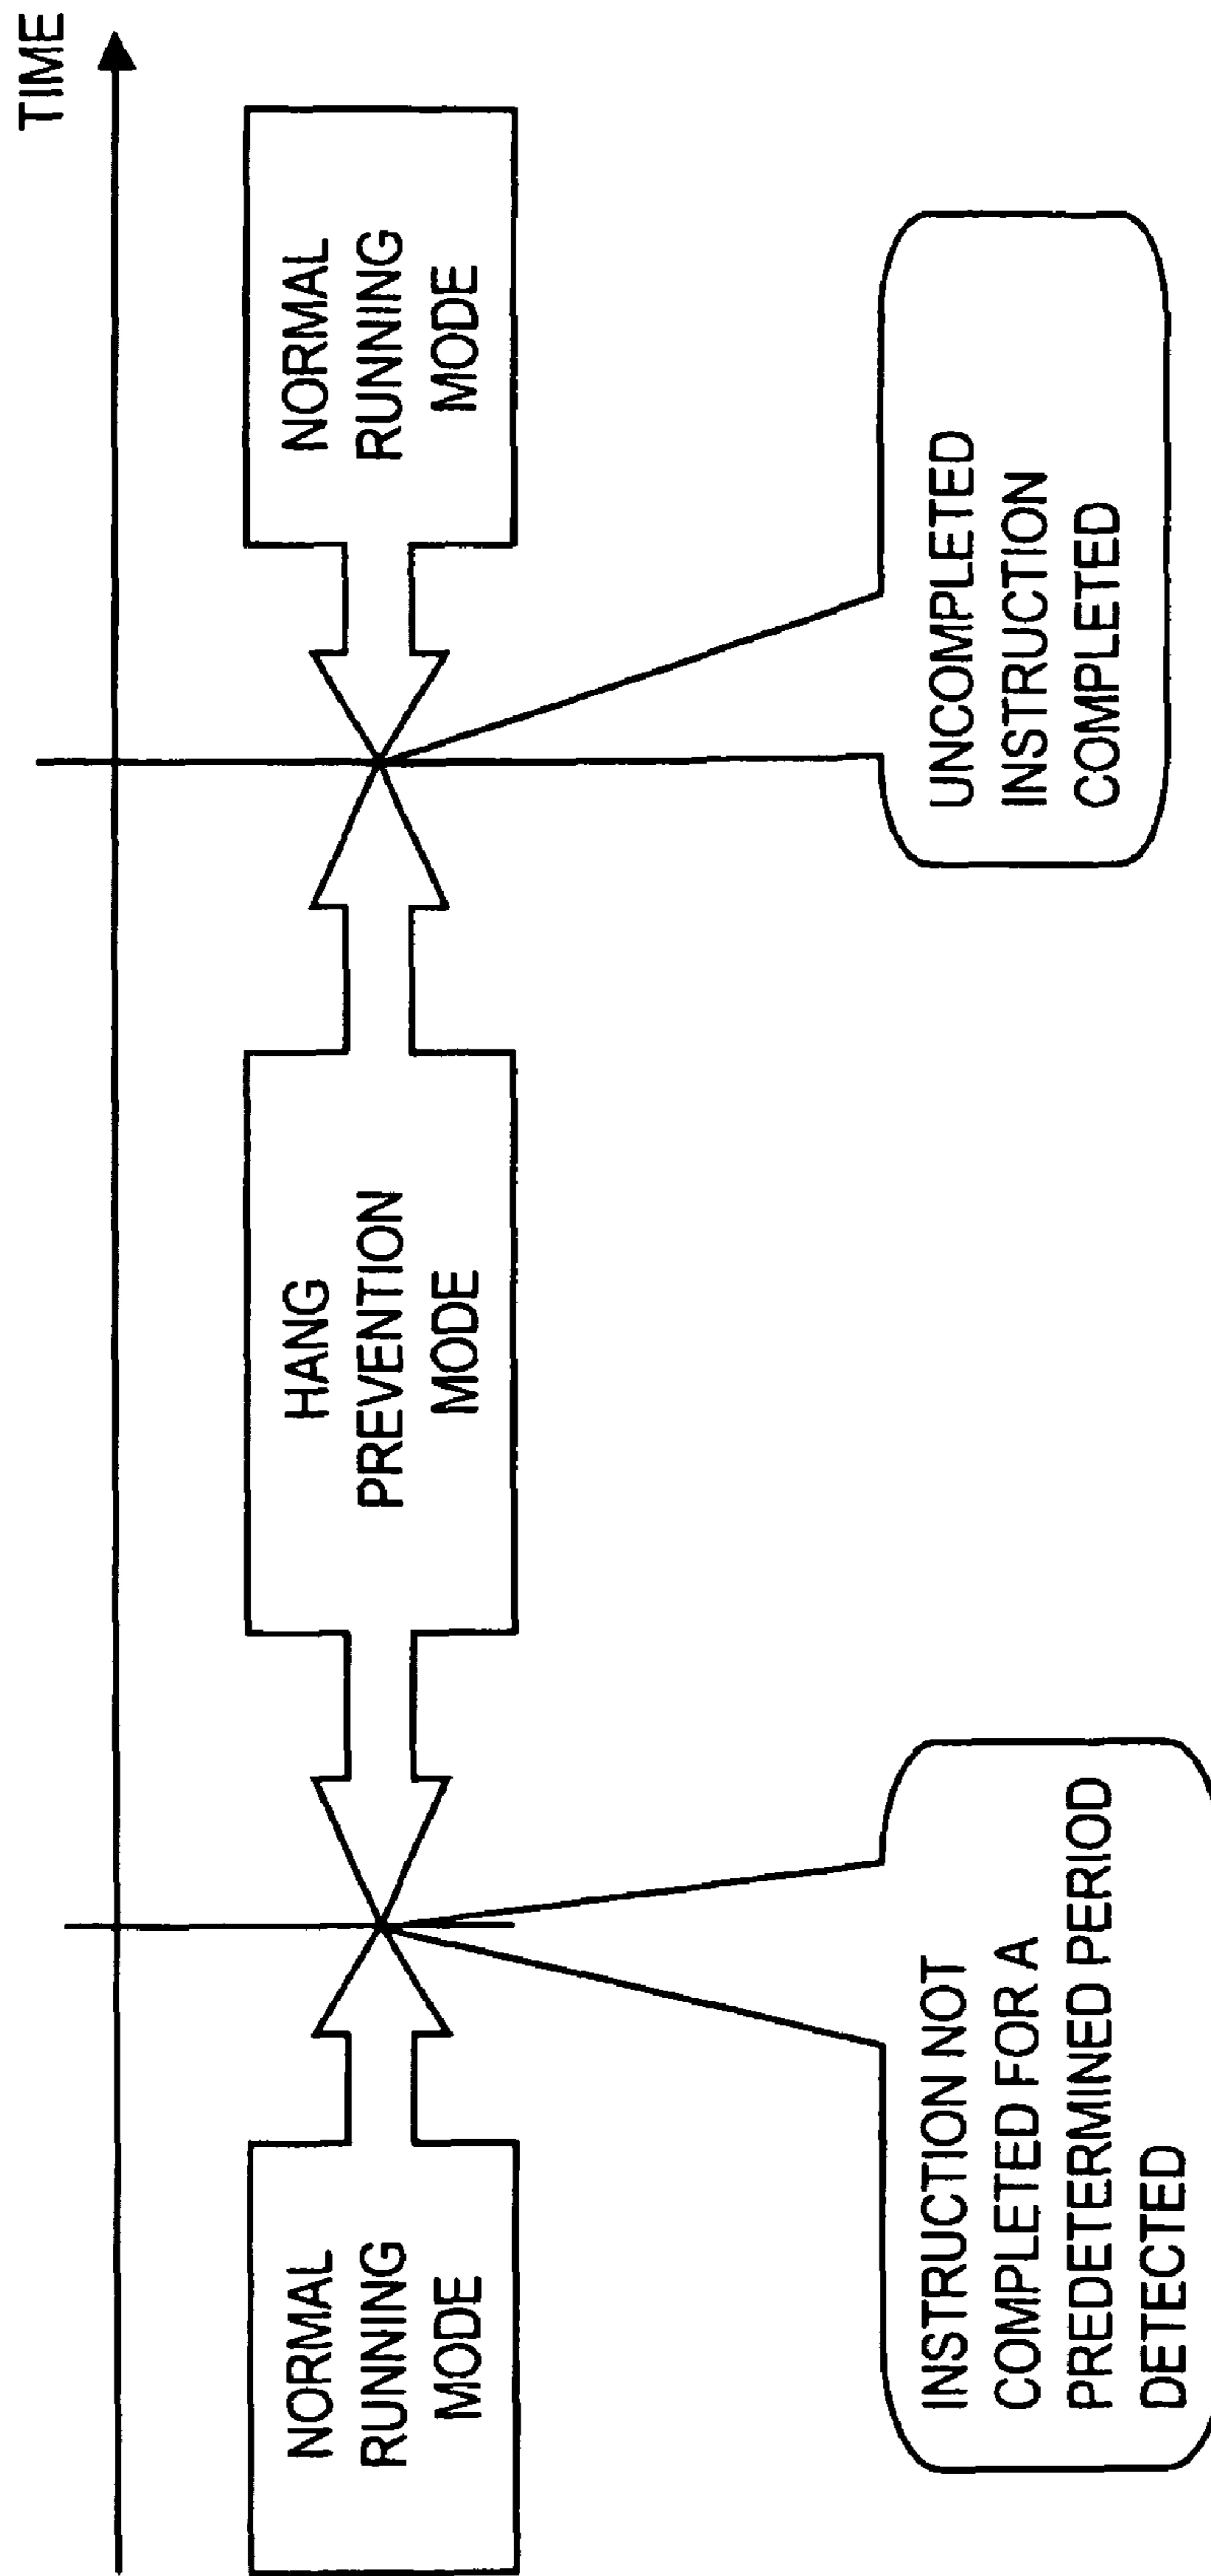 TIME
NORMAL
RUNNING
MODE
HANG
PREVENTION
MODE
NORMAL
RUNNING
MODE
INSTRUCTION NOT
COMPLETED FOR A
PREDETERMINED PERIOD
DETECTED
UNCOMPLETED
INSTRUCTION
COMPLETED